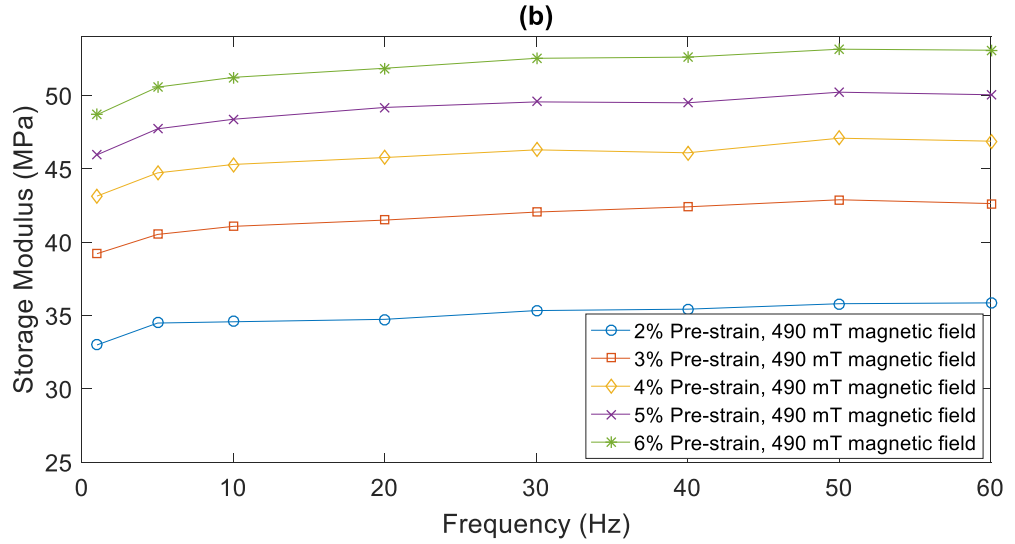 (b)
Storage Modulus (MPa)
50
45
40
35
30
25
0 10 20 30 40 50 60
Frequency (Hz)
2% Pre-strain, 490 mT magnetic field
3% Pre-strain, 490 mT magnetic field
4% Pre-strain, 490 mT magnetic field
5% Pre-strain, 490 mT magnetic field
6% Pre-strain, 490 mT magnetic field